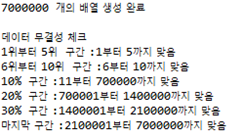 7000000 개의 배열 생성 완료
데이터 무결성 체크
1위부터 5위 구간 :1부터 5까지 맞음
6위부터 10위 구간 :6부터 10까지 맞음
10% 구간 :11부터 700000까지 맞음
20% 구간 :700001부터 1400000까지 맞음
30% 구간 :1400001부터 2100000까지 맞음
마지막 구간 :2100001부터 7000000까지 맞음